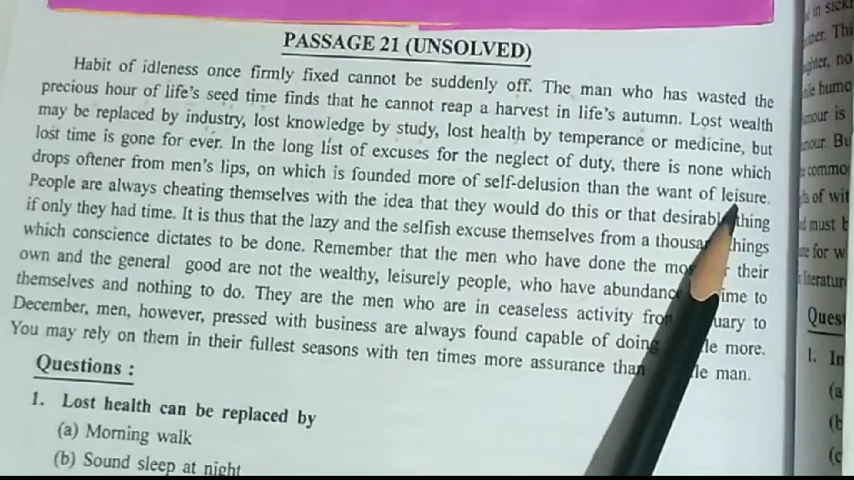 PASSAGE 21 (UNSOLVED)
Habit of idleness once firmly fixed cannot be suddenly off. The man who has wasted the
precious hour of life's seed time finds that he cannot reap a harvest in life's autumn. Lost wealth
may be replaced by industry, lost knowledge by study, lost health by temperance or medicine, but
lost time is gone for ever. In the long list of excuses for the neglect of duty, there is none which
drops oftener from men's lips, on which is founded more of self-delusion than the want of leisure.
People are always cheating themselves with the idea that they would do this or that desirable thing
if only they had time. It is thus that the lazy and the selfish excuse themselves from a things
which conscience dictates to be done. Remember that the men who have done the their
own and the general good are not the wealthy, leisurely people, who have to
themselves and nothing to do. They are the men who are in ceaseless activity to
December, men, however, pressed with business are always found capable of doing more.
You may rely on them in their fullest seasons with ten times more assurance than man.
Questions :
1. Lost health can be replaced by
(a) Morning walk
(b) Sound sleep at night
in
no
humo
is
Bu
of wit
must b
for w
Ques
1. In
(a
(b
(c